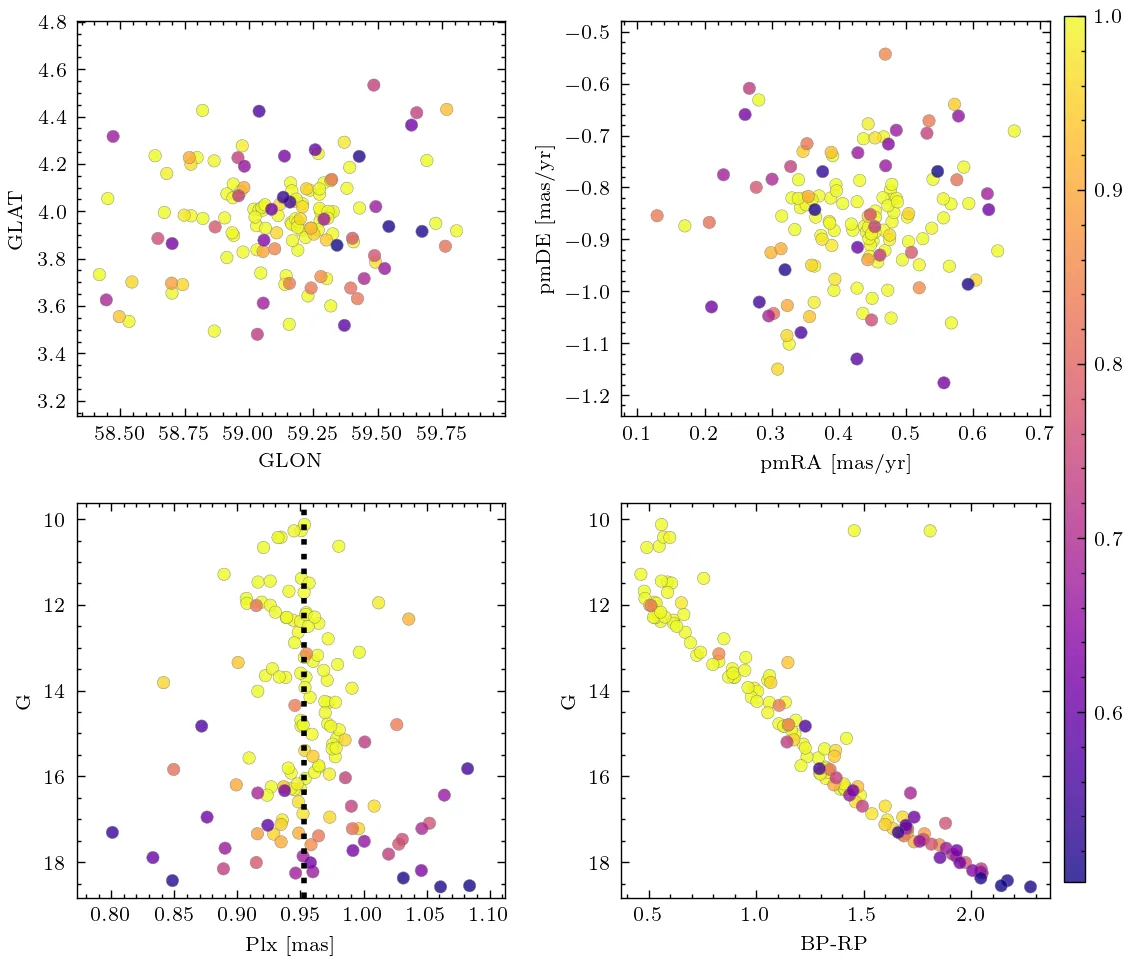 4.8
4.6
4.4
4.2
4.0
3.8
3.6
3.4
3.2
GLAT
58.50 58.75 59.00 59.25 59.50 59.75
GLON
−0.5
−0.6
−0.7
−0.8
−0.9
−1.0
−1.1
−1.2
pmDE [mas/yr]
0.1 0.2 0.3 0.4 0.5 0.6 0.7
pmRA [mas/yr]
1.0
0.9
0.8
0.7
0.6
10
12
14
16
18
G
0.80 0.85 0.90 0.95 1.00 1.05 1.10
Plx [mas]
10
12
14
16
18
G
0.5 1.0 1.5 2.0
BP-RP